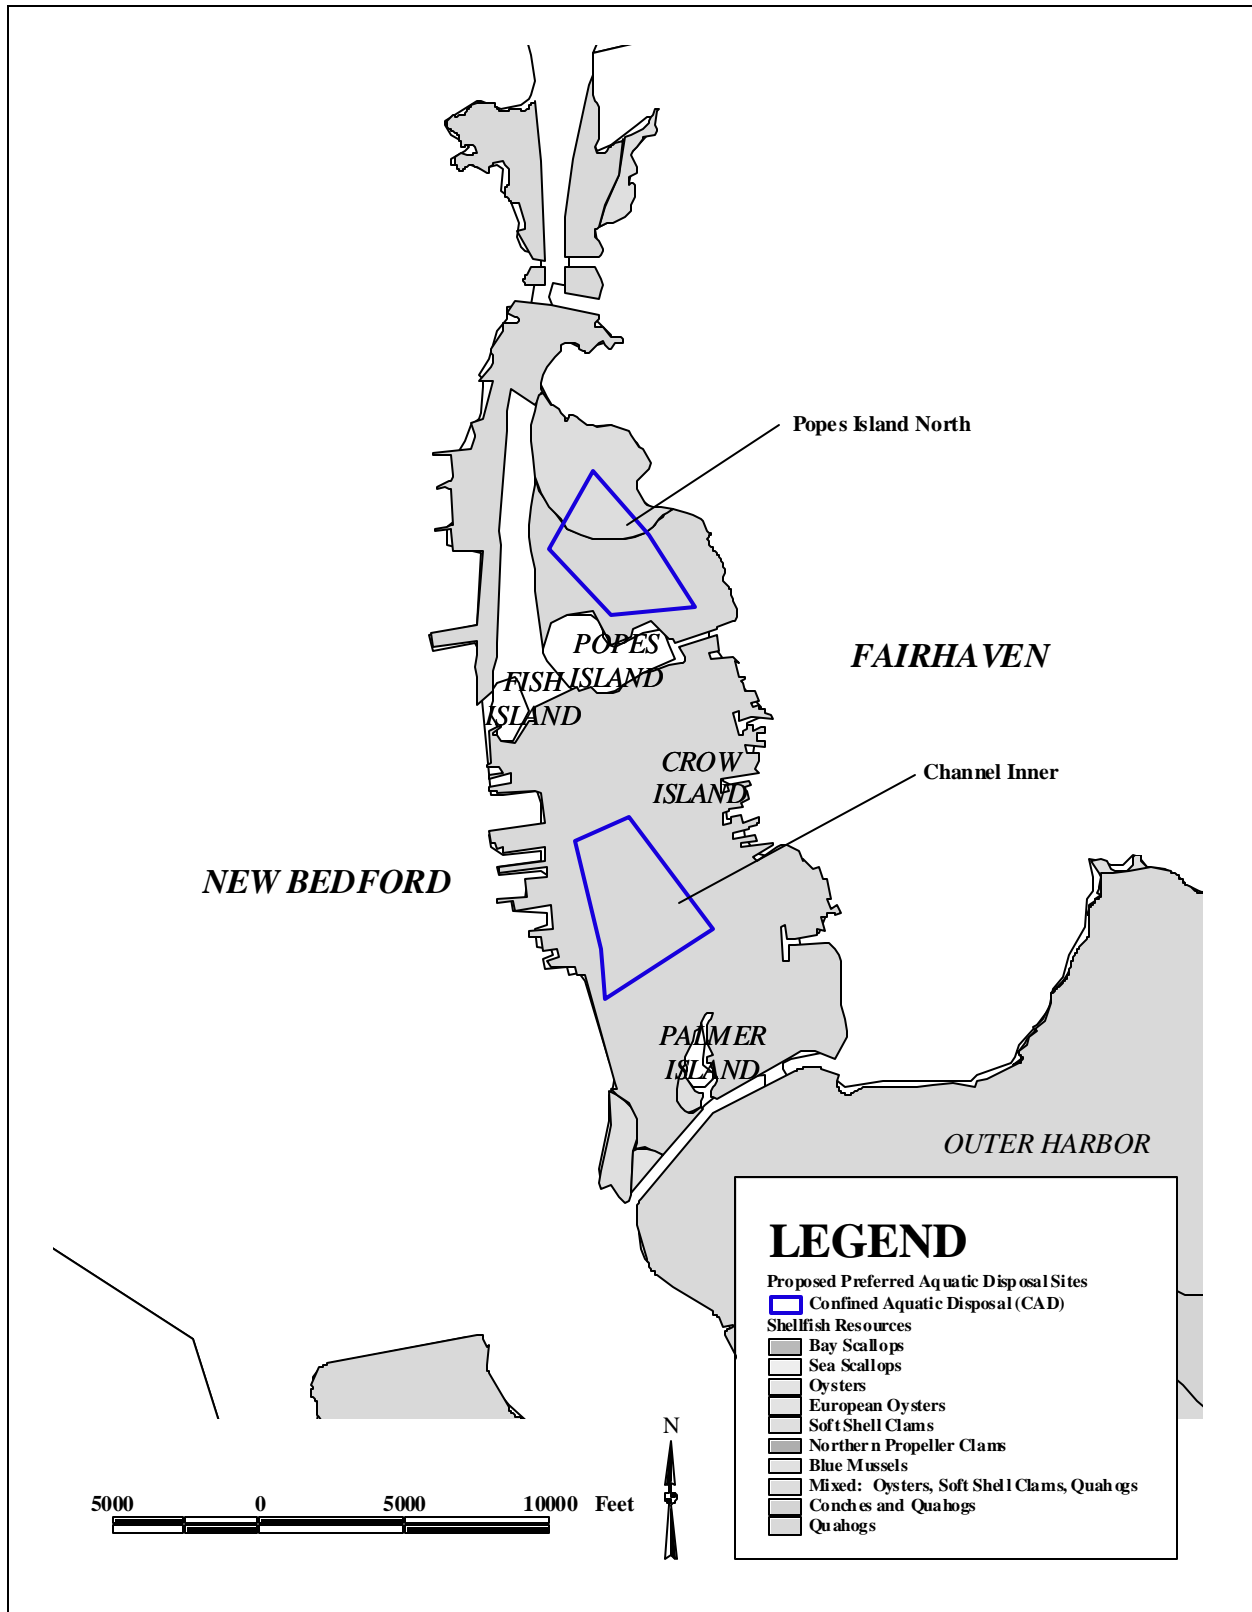 Popes Island North
POPES
ISLAND
FAIRHAVEN
FISH
ISLAND
CROW
ISLAND
Channel Inner
NEW BEDFORD
PALMER
ISLAND
OUTER HARBOR
LEGEND
Proposed Preferred Aquatic Disposal Sites
Confined Aquatic Disposal (CAD)
Shellfish Resources
Bay Scallops
Sea Scallops
Oysters
European Oysters
Soft Shell Clams
Northern Propeller Clams
Blue Mussels
Mixed: Oysters, Soft Shell Clams, Quahogs
Conches and Quahogs
Quahogs
N
5000 0 5000 10000 Feet